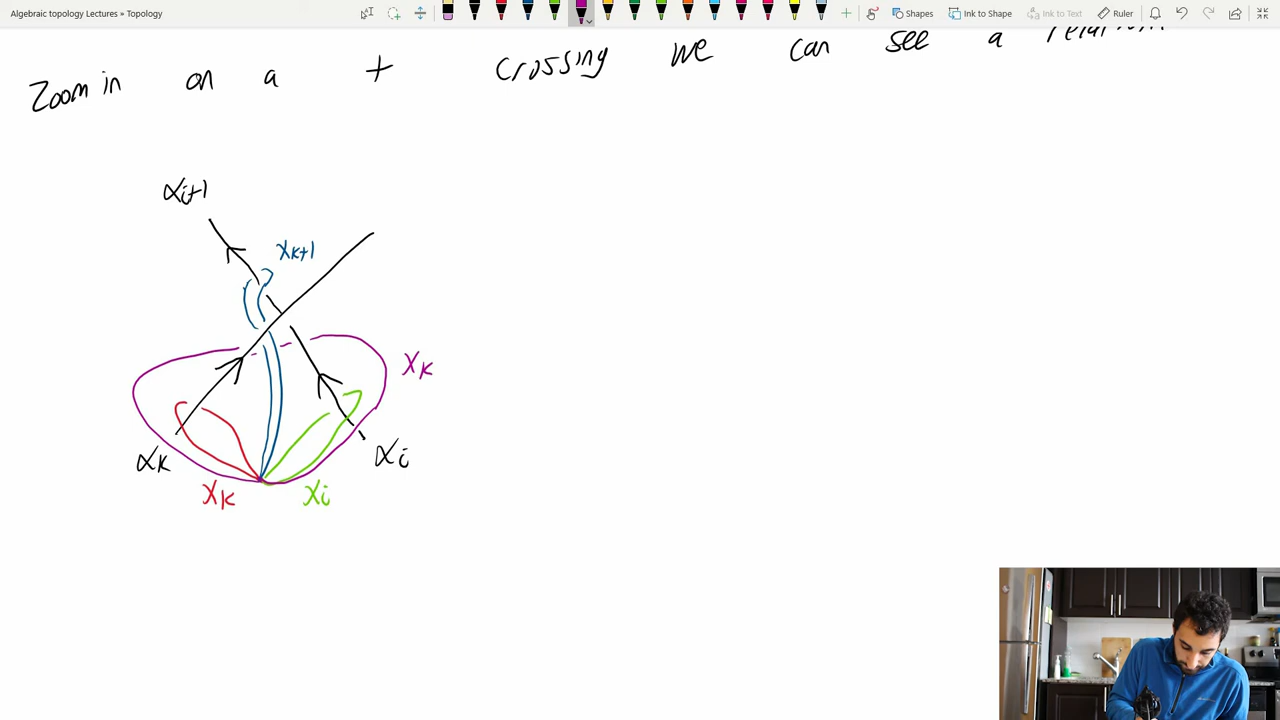 Algebraic topology Lectures - Topology
Shapes Ink to Shape Ink to Text Ruler
Zoom in on a + crossing we can see a
αi+1
xk+1
xk
αk
αi
xk xi